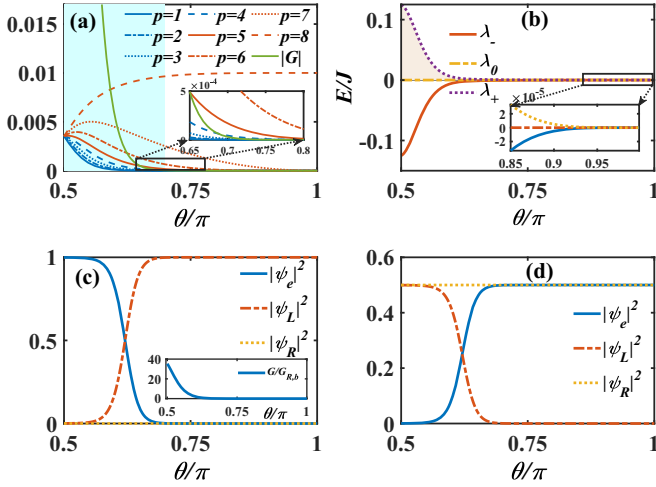 0.015
(a)
p=1 p=4 p=7
p=2 p=5 p=8
p=3 p=6 |G|
0.01
0.005
0
5 ×10⁻⁴
0
0.65 0.7 0.75 0.8
0.5 0.75 1
θ/π
(b)
λ₋
λ₀
λ₊
E/J
0.1
0
-0.1
×10⁻⁵
2
0
-2
0.85 0.9 0.95
0.5 0.75 1
θ/π
(c)
|ψₑ|²
|ψ_L|²
|ψ_R|²
1
0.5
0
40
20
0
G/G_{R,b}
0.5 0.75 1
θ/π
0.5 0.75 1
θ/π
(d)
|ψₑ|²
|ψ_L|²
|ψ_R|²
0.6
0.4
0.2
0
0.5 0.75 1
θ/π